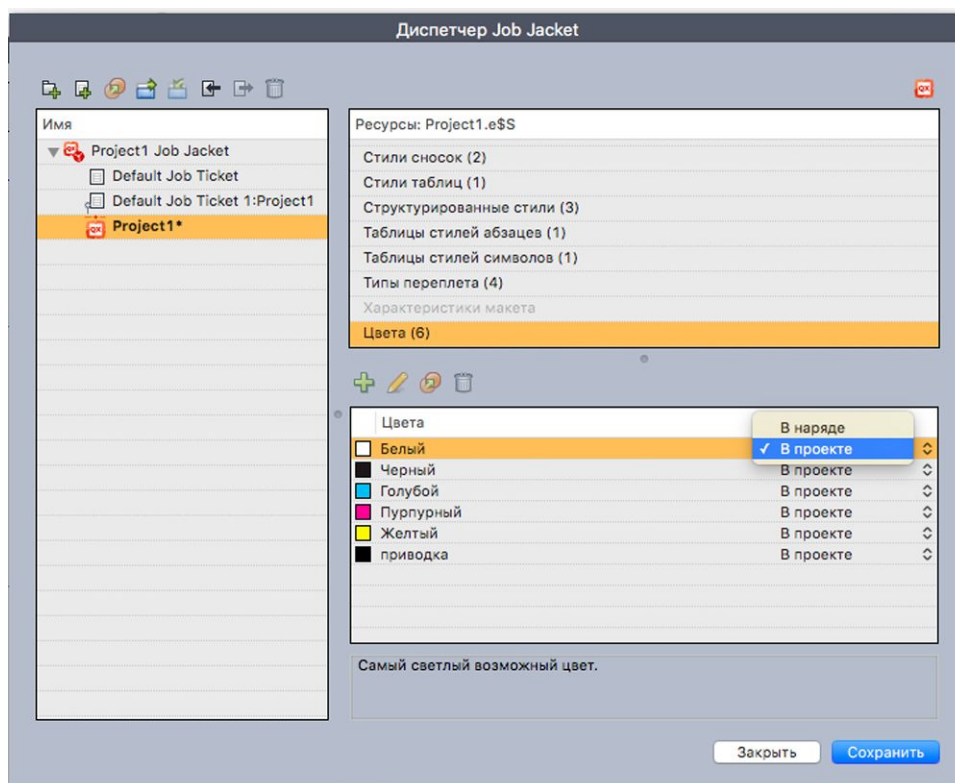 Диспетчер Job Jacket
Имя
Project1 Job Jacket
Default Job Ticket
Default Job Ticket 1:Project1
Project1*
Ресурсы: Project1.e$S
Стили сносок (2)
Стили таблиц (1)
Структурированные стили (3)
Таблицы стилей абзацев (1)
Таблицы стилей символов (1)
Типы переплета (4)
Характеристики макета
Цвета (6)
Цвета
В наряде
Белый ✓ В проекте
Черный В проекте
Голубой В проекте
Пурпурный В проекте
Желтый В проекте
приводка В проекте
Самый светлый возможный цвет.
Закрыть Сохранить